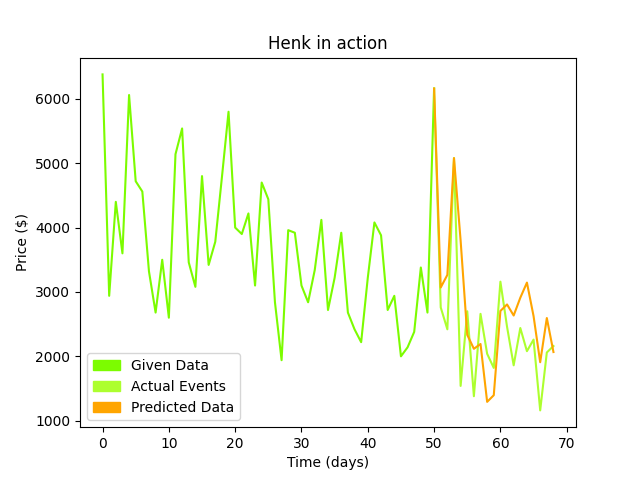 Henk in action
Price ($)
6000
5000
4000
3000
2000
1000
Given Data
Actual Events
Predicted Data
0 10 20 30 40 50 60 70
Time (days)